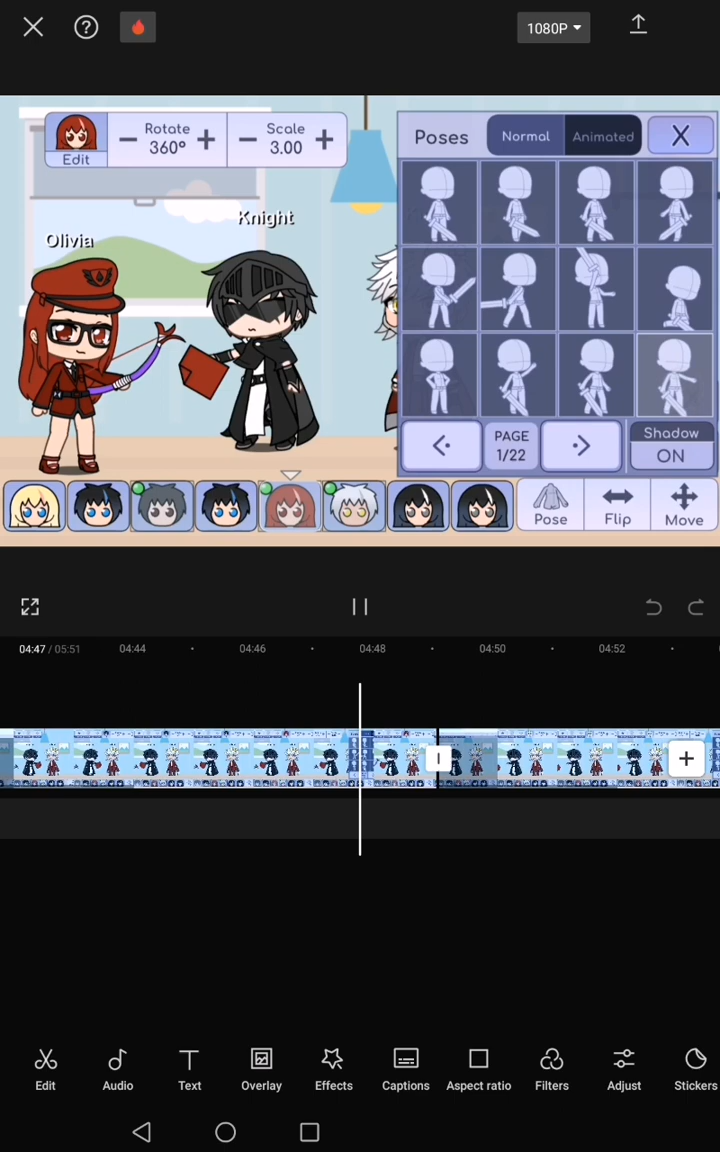 1080P
Rotate
360°
Scale
3.00
Edit
Poses
Normal
Animated
X
Knight
Olivia
PAGE
1/22
Shadow
ON
Pose
Flip
Move
04:47 / 05:51
04:44
04:46
04:48
04:50
04:52
Edit
Audio
Text
Overlay
Effects
Captions
Aspect ratio
Filters
Adjust
Stickers